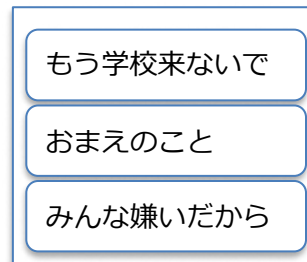 もう学校来ないで
おまえのこと
みんな嫌いだから